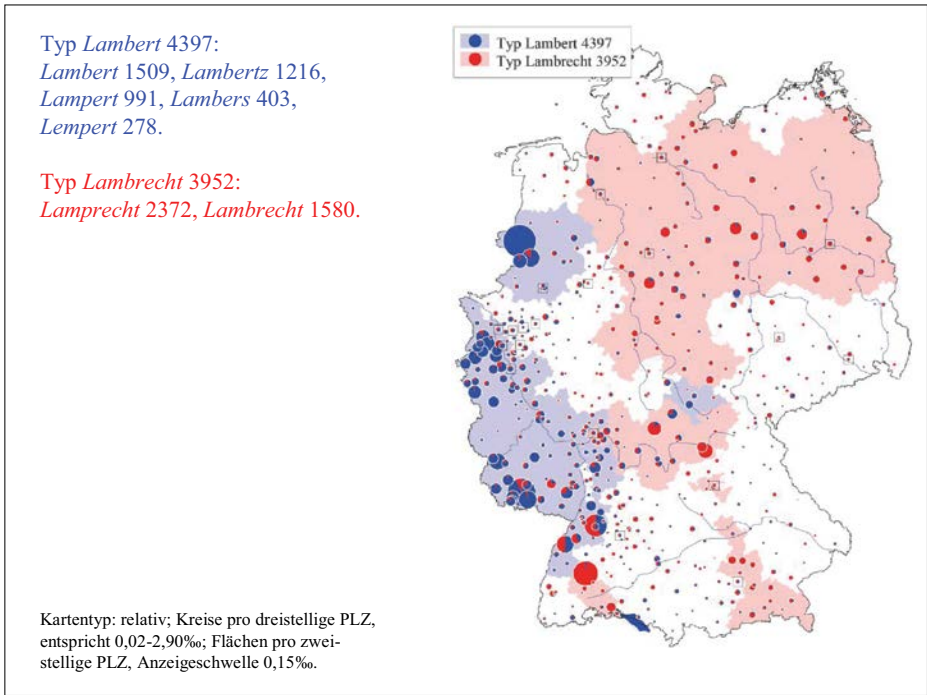 Typ Lambert 4397:
Lambert 1509, Lambertz 1216,
Lampert 991, Lambers 403,
Lempert 278.
Typ Lambrecht 3952:
Lamprecht 2372, Lambrecht 1580.
Typ Lambert 4397
Typ Lambrecht 3952
Kartentyp: relativ; Kreise pro dreistellige PLZ,
entspricht 0,02-2,90‰; Flächen pro zwei-
stellige PLZ, Anzeigeschwelle 0,15‰.